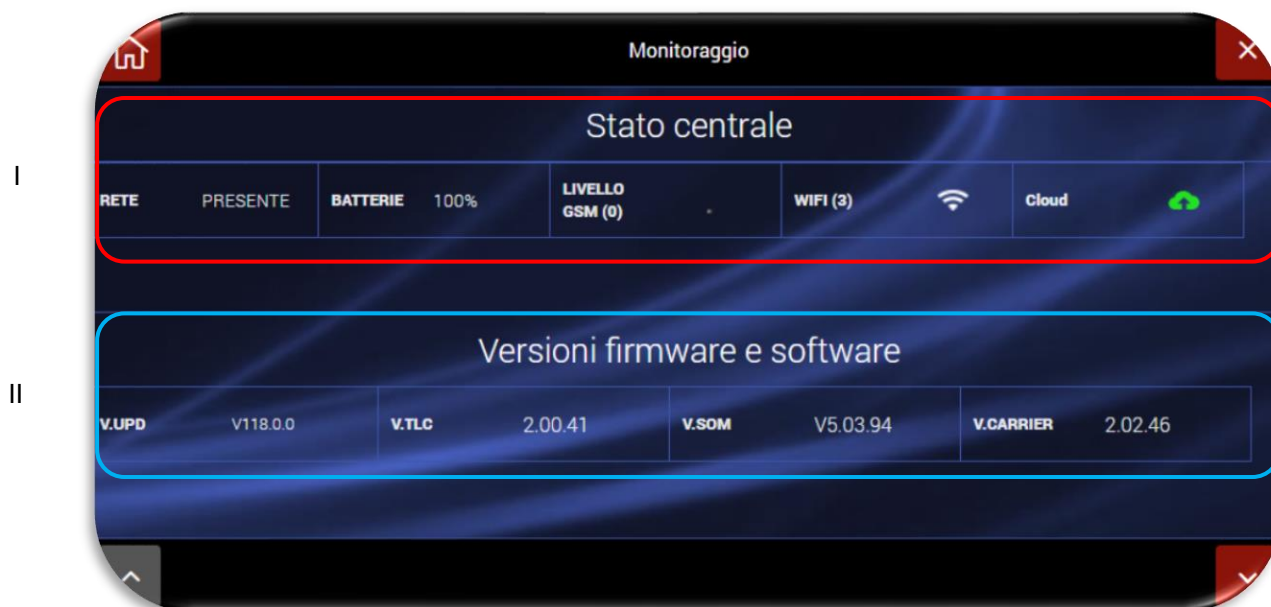 Monitoraggio
I
Stato centrale
RETE PRESENTE BATTERIE 100% LIVELLO GSM (0) WIFI (3) Cloud
II
Versioni firmware e software
V.UPD V118.0.0 V.TLC 2.00.41 V.SOM V5.03.94 V.CARRIER 2.02.46